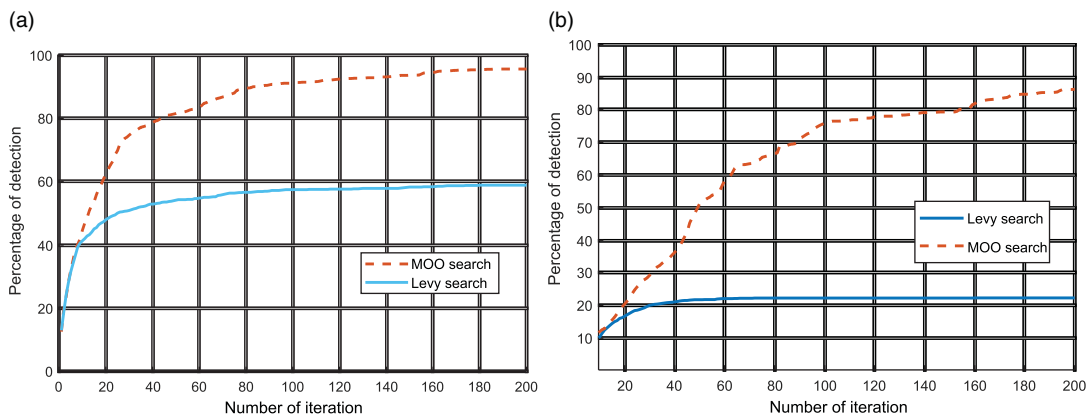 (a)
100
80
60
40
20
0
Percentage of detection
MOO search
Levy search
0 20 40 60 80 100 120 140 160 180 200
Number of iteration
(b)
100
90
80
70
60
50
40
30
20
10
Percentage of detection
Levy search
MOO search
20 40 60 80 100 120 140 160 180 200
Number of iteration